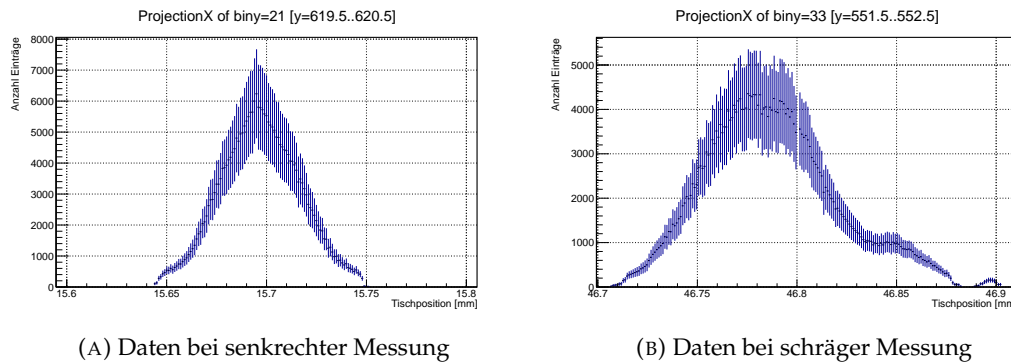 ProjectionX of biny=21 [y=619.5..620.5]
Anzahl Einträge
8000
7000
6000
5000
4000
3000
2000
1000
0
15.6 15.65 15.7 15.75 15.8
Tischposition [mm]
(A) Daten bei senkrechter Messung
ProjectionX of biny=33 [y=551.5..552.5]
Anzahl Einträge
5000
4000
3000
2000
1000
0
46.7 46.75 46.8 46.85 46.9
Tischposition [mm]
(B) Daten bei schräger Messung